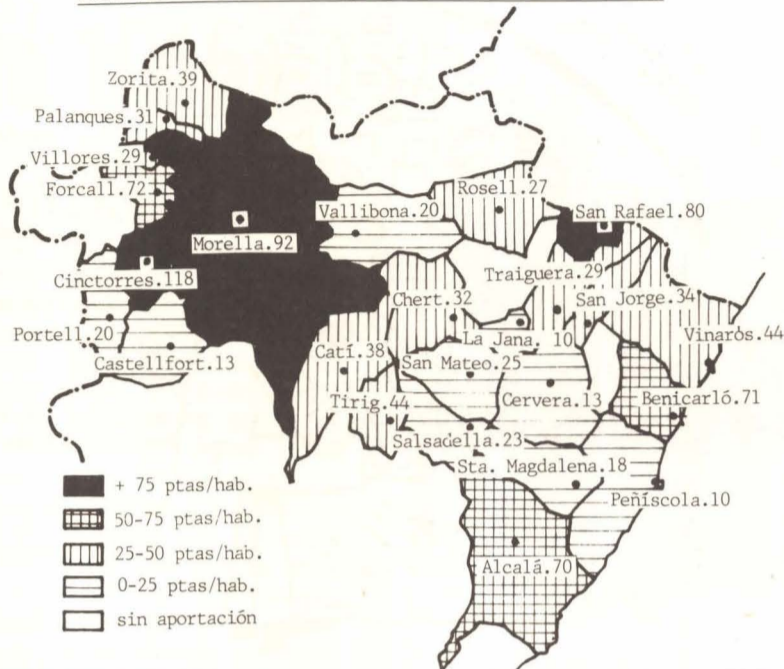 Zorita.39
Palanques.31
Villores.29
Forcall.72
Rosell.27
Vallibona.20
San Rafael.80
Morella.92
Cinctorres.118
Traiguera.29
Chert.32
San Jorge.34
Portell.20
La Jana. 10
Vinaròs.44
Castellfort.13
Catí.38
San Mateo.25
Tirig.44
Cervera.13
Benicarló.71
Salsadella.23
Sta. Magdalena.18
Peñíscola.10
Alcalá.70
+ 75 ptas/hab.
50-75 ptas/hab.
25-50 ptas/hab.
0-25 ptas/hab.
sin aportación